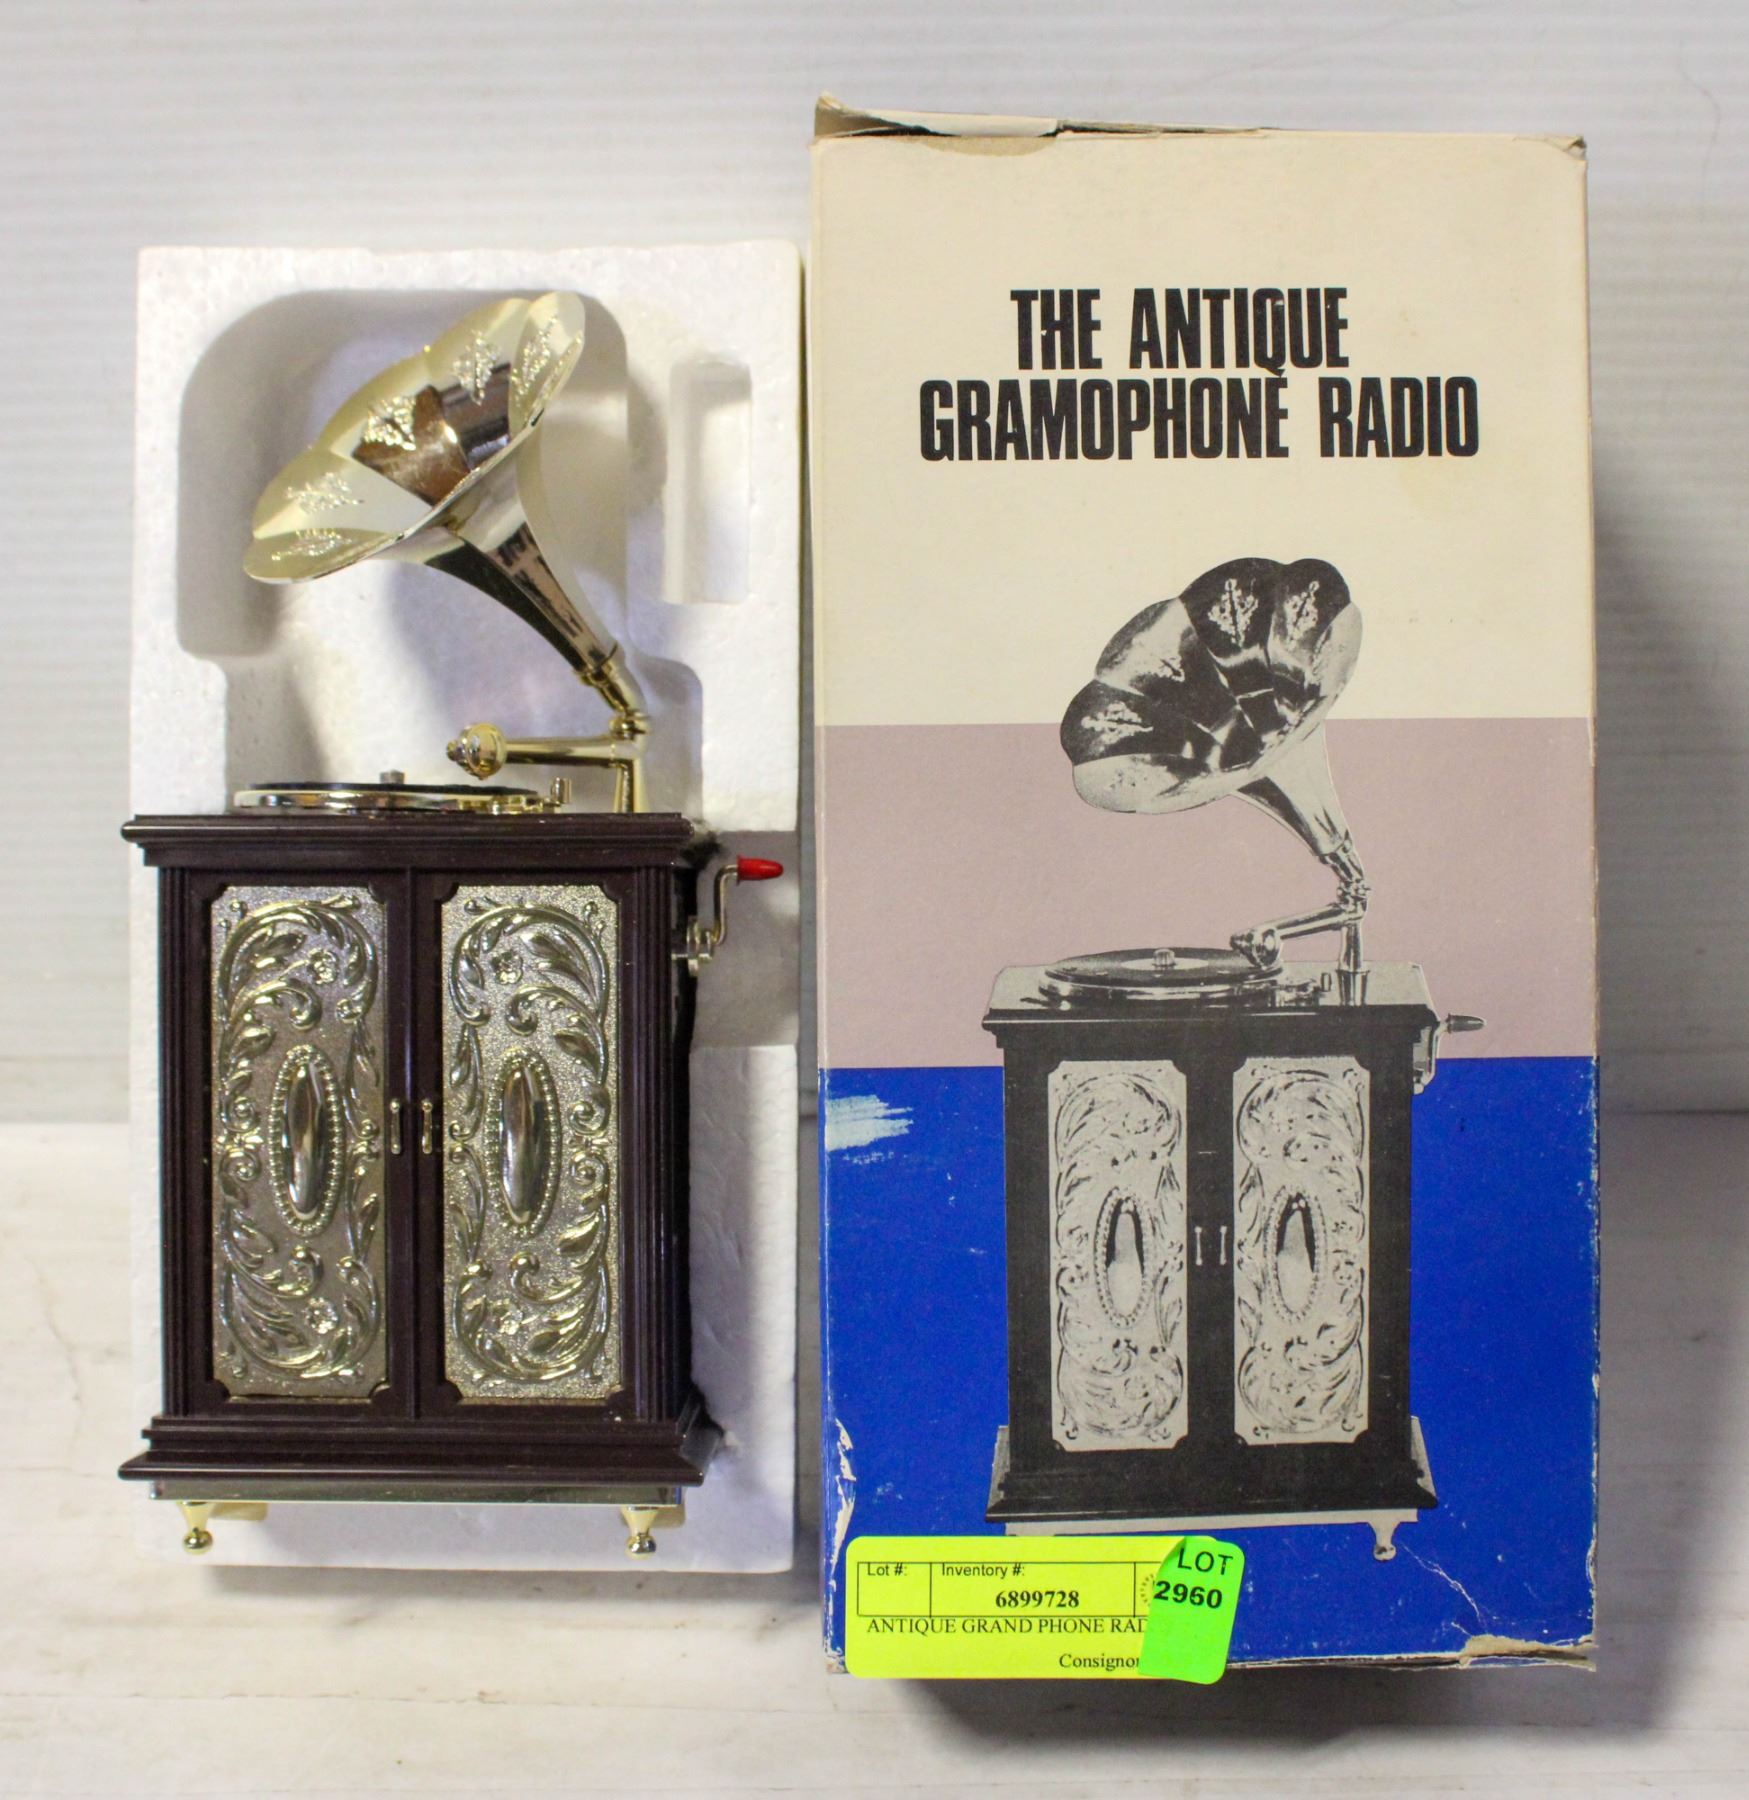 THE ANTIQUE
GRAMOPHONE RADIO
Lot #:
Inventory #:
6899728
ANTIQUE GRAND PHONE RAD
Consignor
LOT
2960